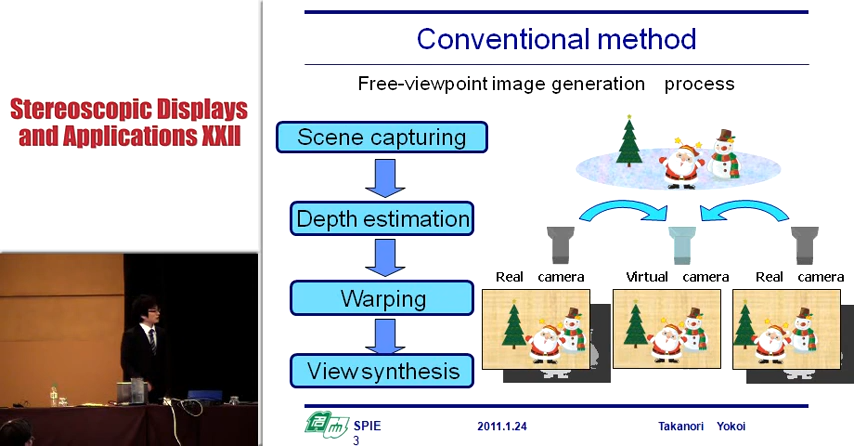 Stereoscopic Displays
and Applications XXII
Conventional method
Free-viewpoint image generation process
Scene capturing
Depth estimation
Warping
View synthesis
Real camera
Virtual camera
Real camera
SPIE
2011.1.24
Takanori Yokoi
3